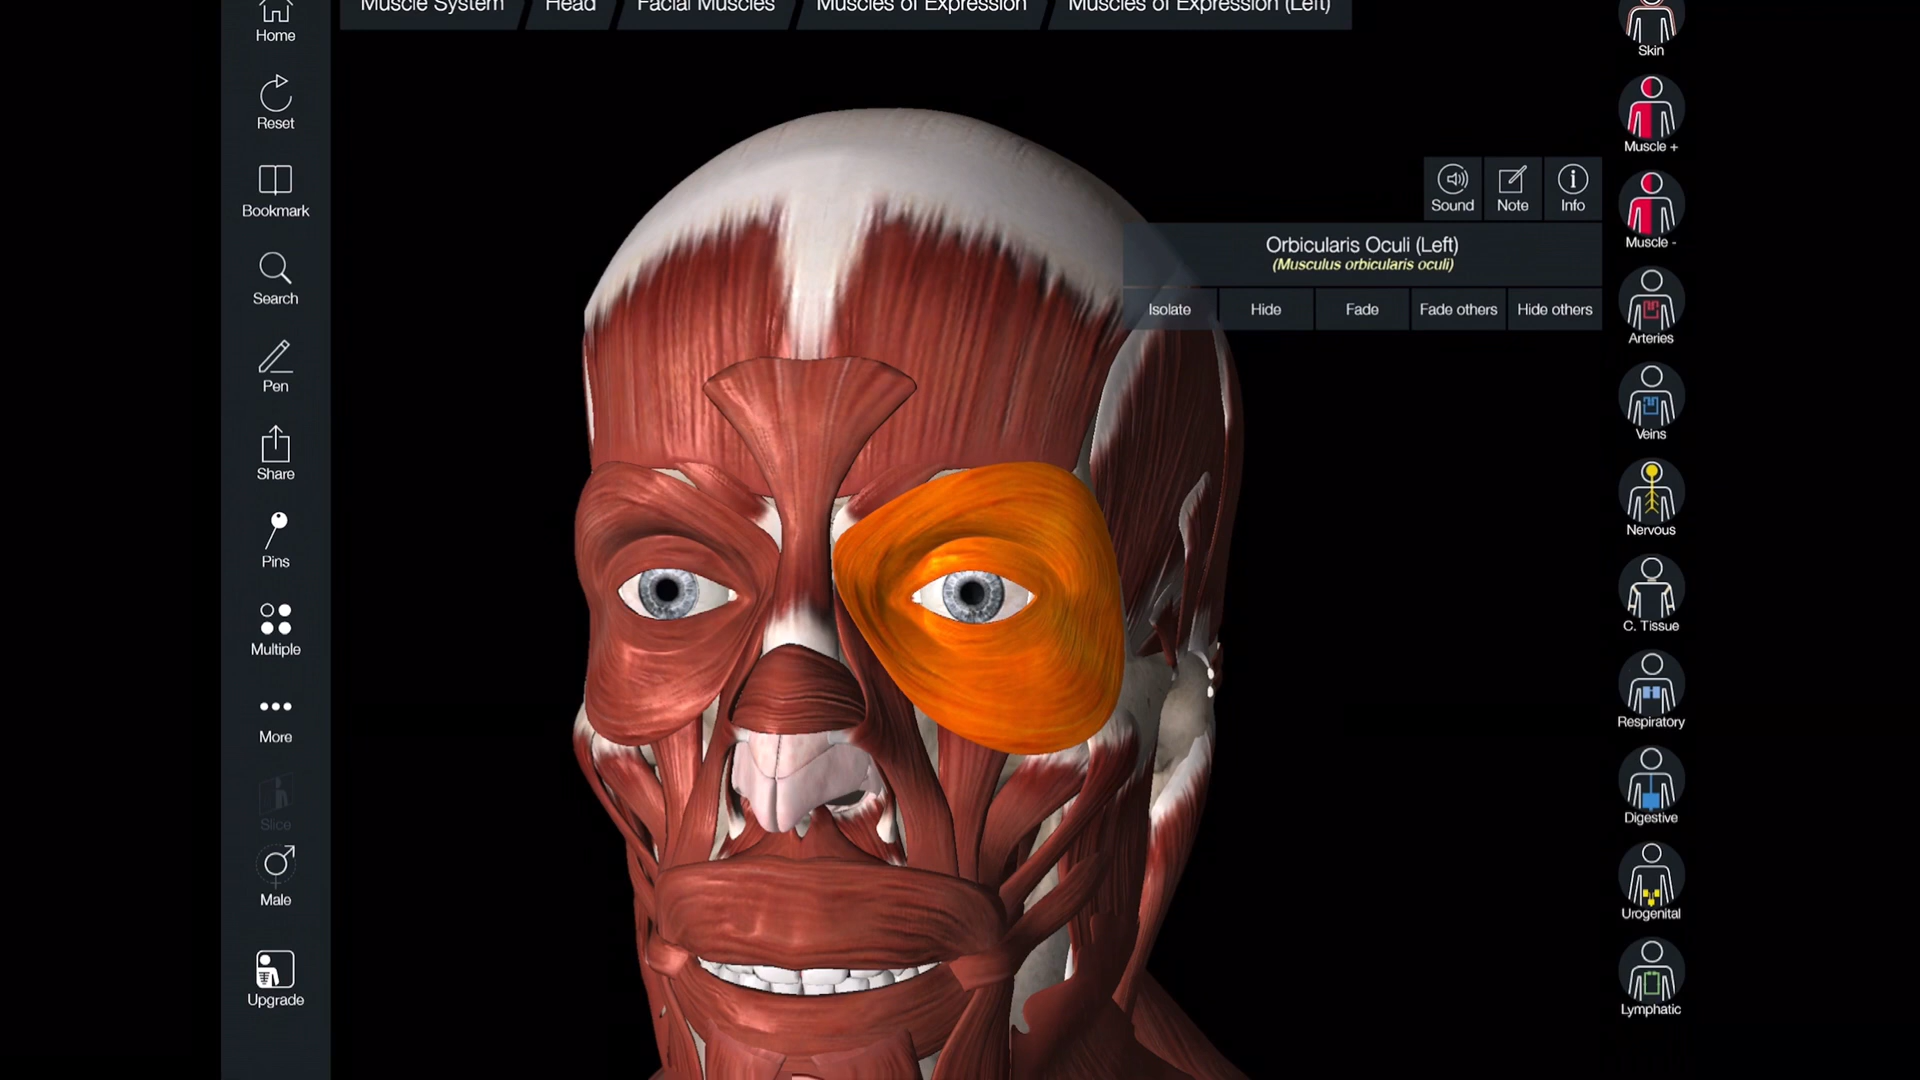 Muscle System
Head
Facial Muscles
Muscles of Expression
Muscles of Expression (Left)
Home
Reset
Bookmark
Search
Pen
Share
Pins
Multiple
More
Slice
Male
Upgrade
Sound
Note
Info
Orbicularis Oculi (Left)
(Musculus orbicularis oculi)
Isolate
Hide
Fade
Fade others
Hide others
Skin
Muscle +
Muscle -
Arteries
Veins
Nervous
C. Tissue
Respiratory
Digestive
Urogenital
Lymphatic